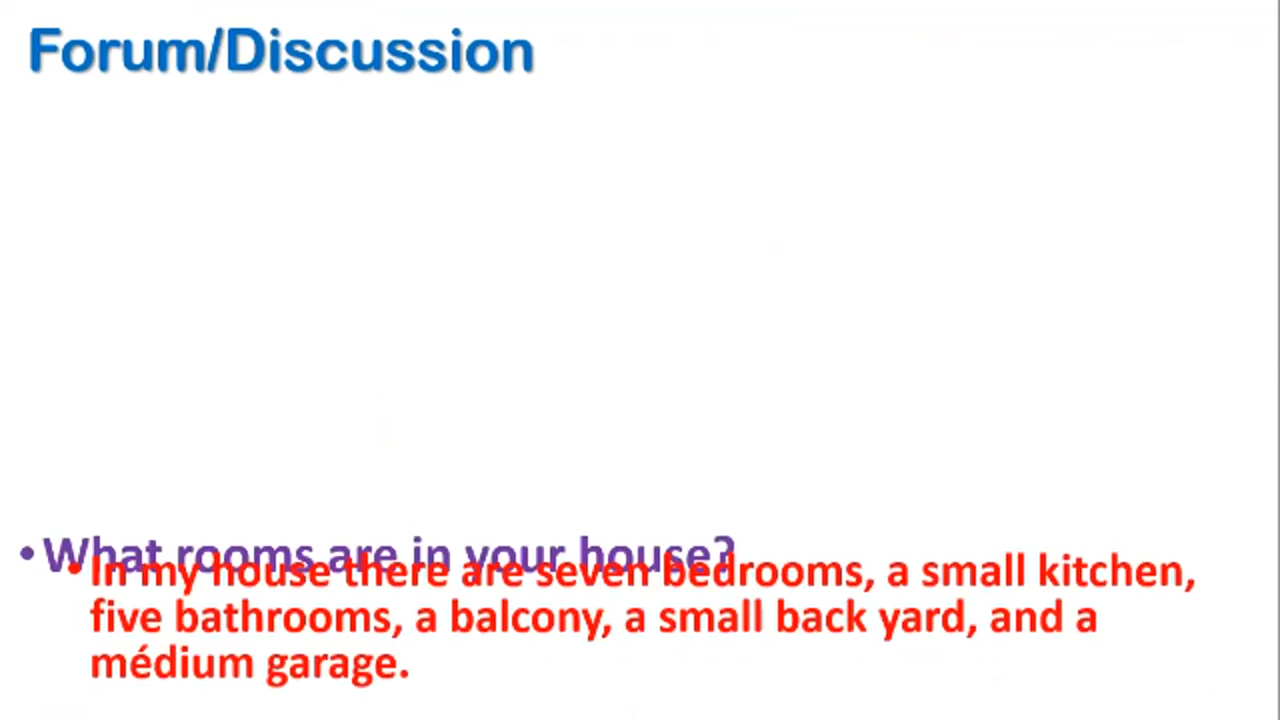 Forum/Discussion
•What rooms are in your house?
•In my house there are seven bedrooms, a small kitchen,
five bathrooms, a balcony, a small back yard, and a
médium garage.